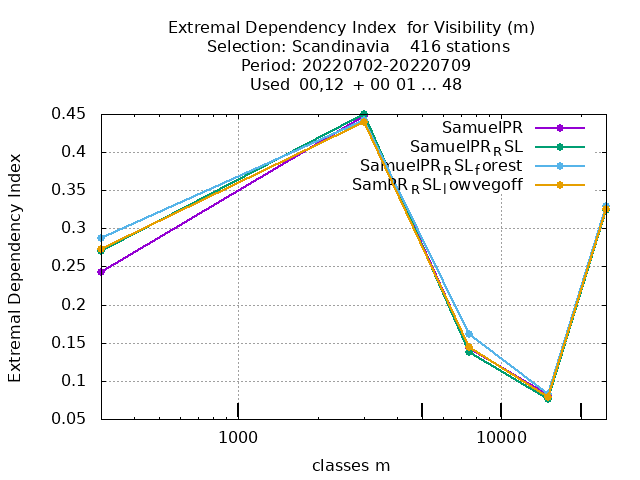 Extremal Dependency Index for Visibility (m)
Selection: Scandinavia 416 stations
Period: 20220702-20220709
Used 00,12 + 00 01 ... 48
Extremal Dependency Index
0.45
0.4
0.35
0.3
0.25
0.2
0.15
0.1
0.05
SamuelPR
SamuelPR_RSL
SamuelPR_RSL_forest
SamPR_RSL_lowvegoff
1000
10000
classes m